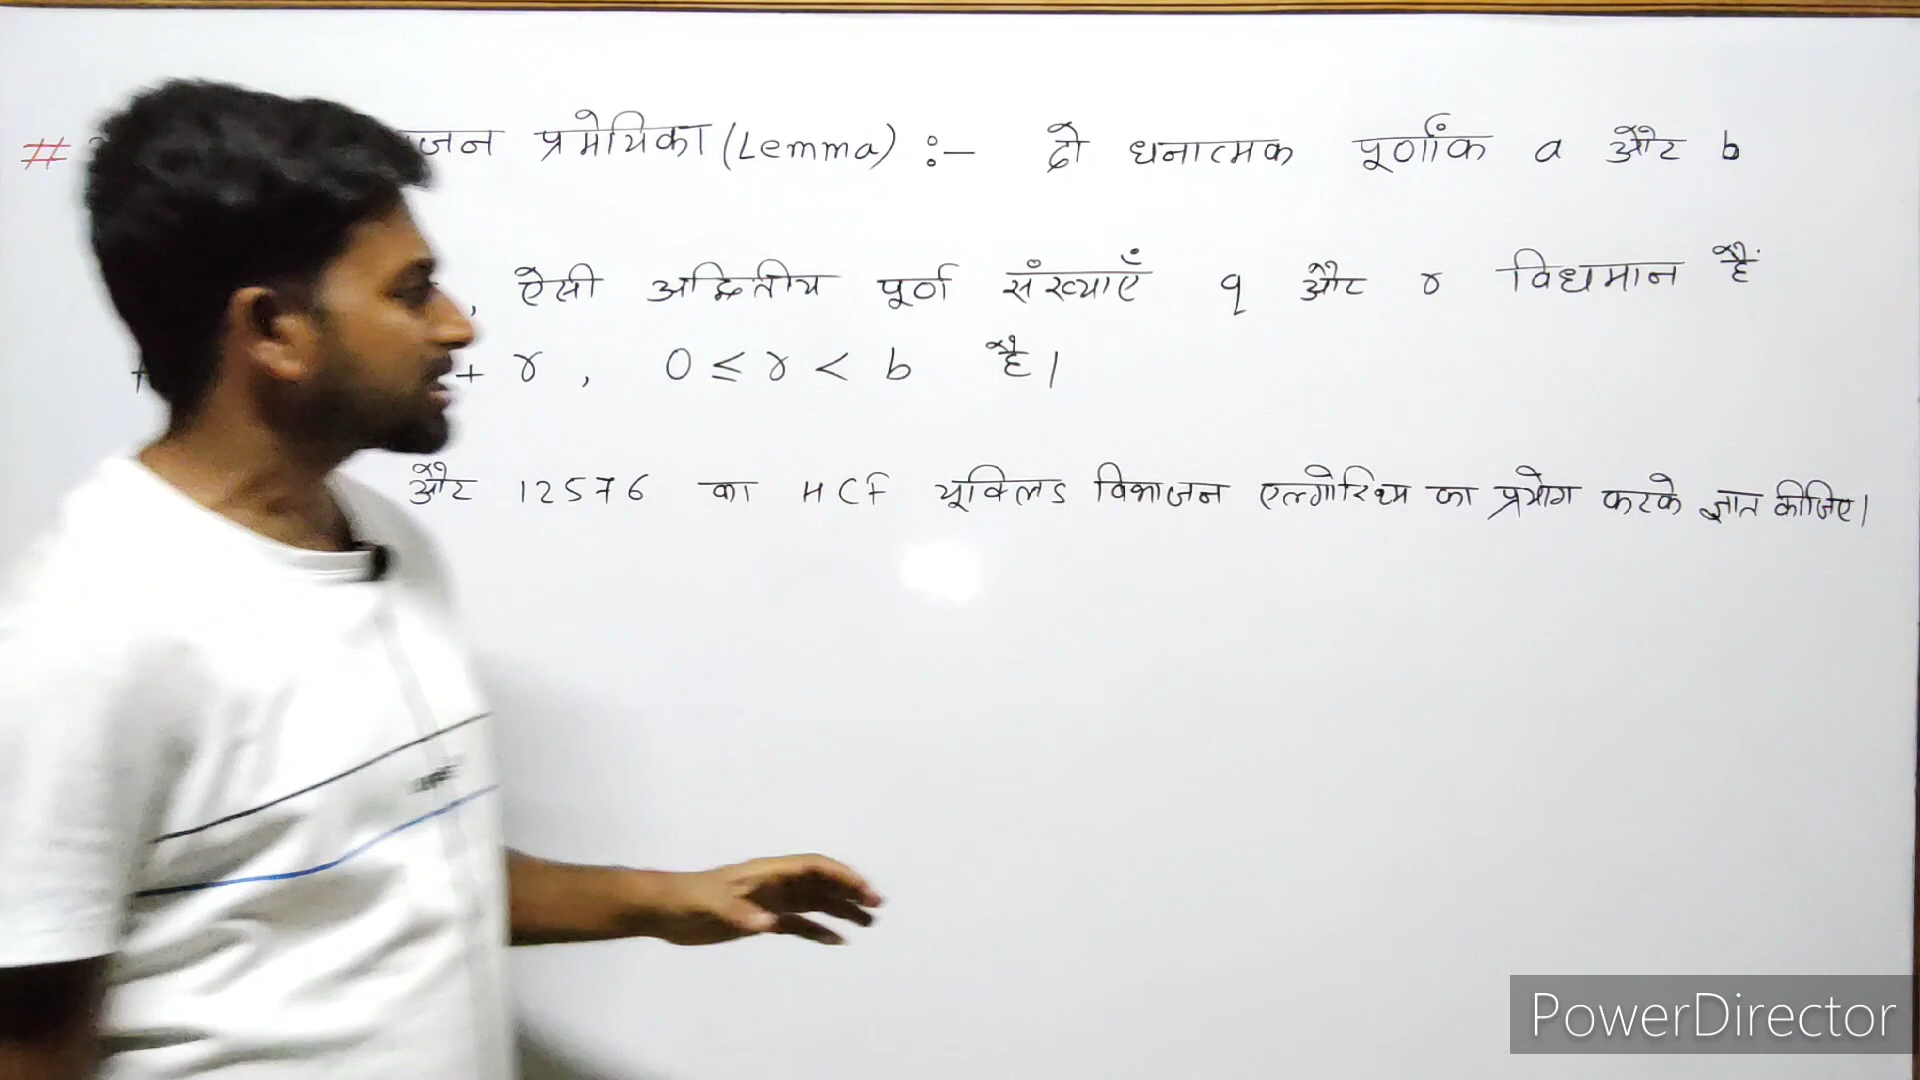 # जन प्रमेयिका (Lemma) :- दो धनात्मक पूर्णांक a और b
, ऐसी अद्वितीय पूर्ण संख्याएँ q और r विद्यमान हैं
+ r , 0 ≤ r < b है।
और 12576 का HCF यूक्लिड विभाजन एल्गोरिथ्म का प्रयोग करके ज्ञात कीजिए।
PowerDirector